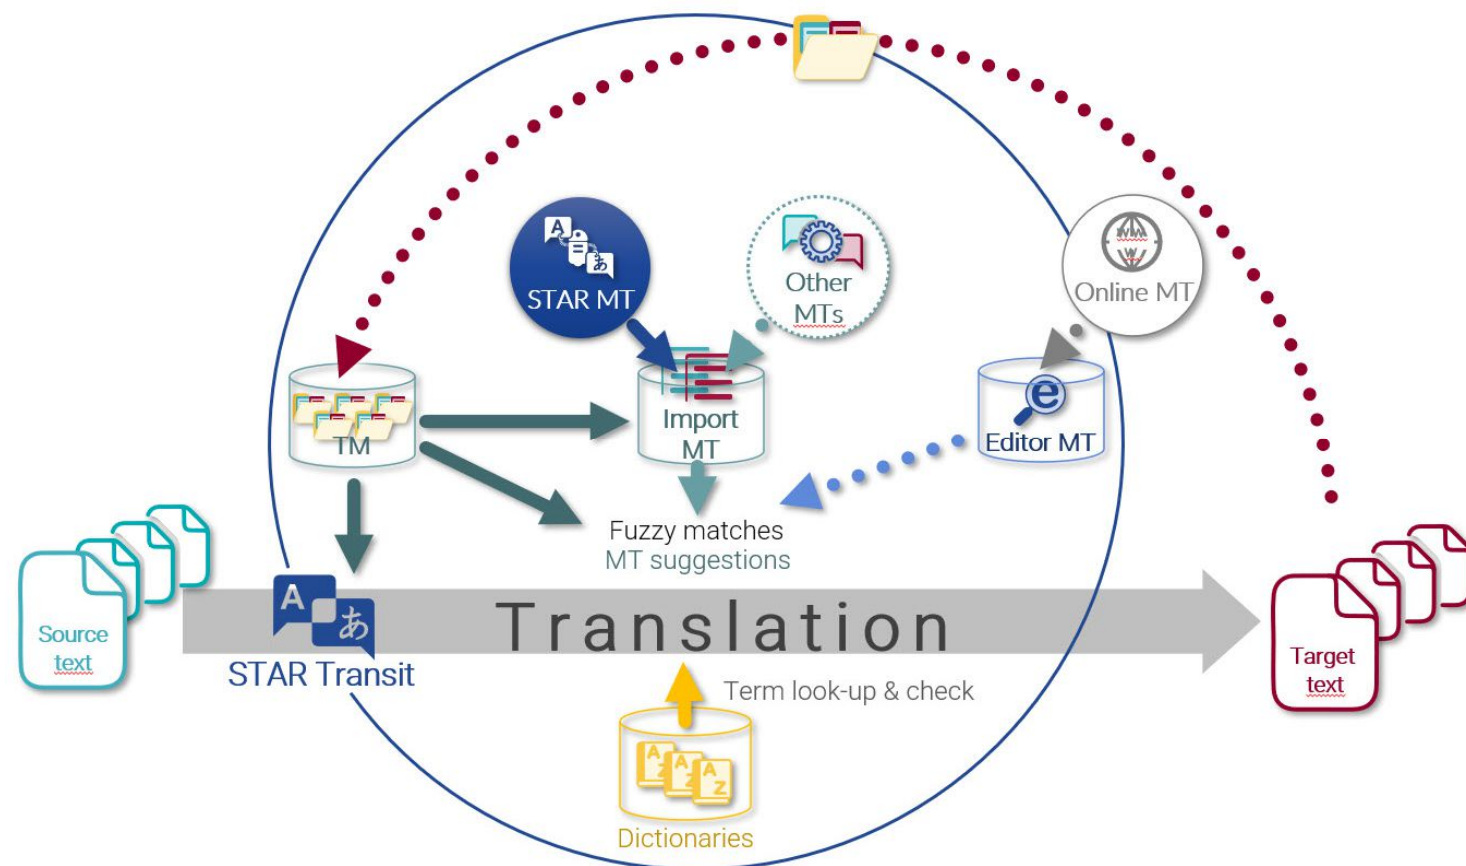 STAR MT
Other
MTs
Online MT
TM
Import
MT
e
Editor MT
Fuzzy matches
MT suggestions
Source
text
A
あ
Translation
STAR Transit
Target
text
Term look-up & check
A
Z
A
Z
A
Z
Dictionaries